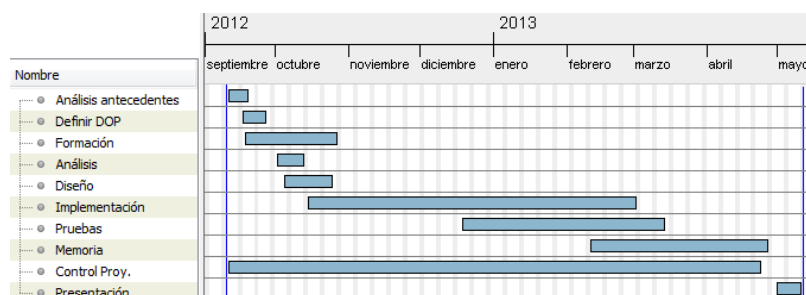 2012 2013
septiembre octubre noviembre diciembre enero febrero marzo abril mayo
Nombre
Análisis antecedentes
Definir DOP
Formación
Análisis
Diseño
Implementación
Pruebas
Memoria
Control Proy.
Presentación